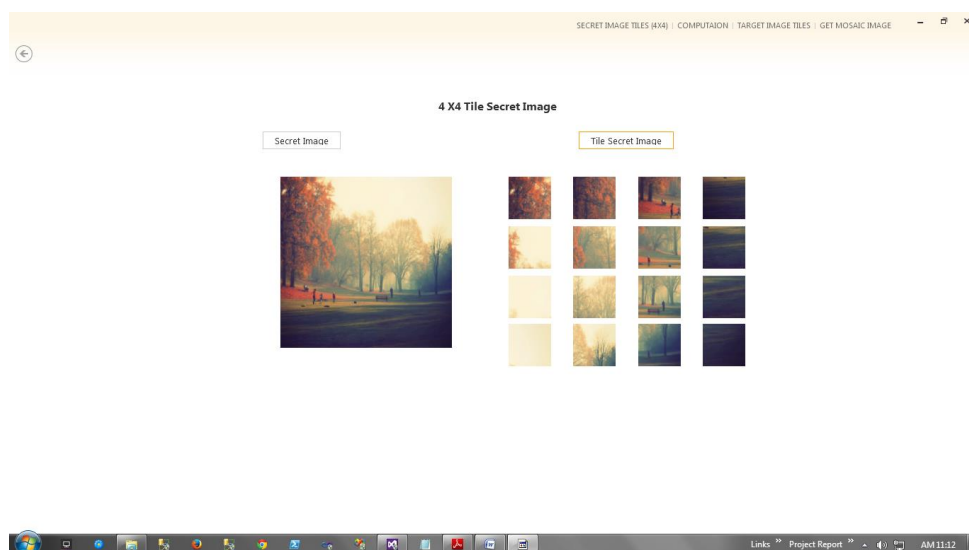 SECRET IMAGE TILES (4X4) | COMPUTAION | TARGET IMAGE TILES | GET MOSAIC IMAGE
4 X4 Tile Secret Image
Secret Image
Tile Secret Image
Links » Project Report » AM 11:12